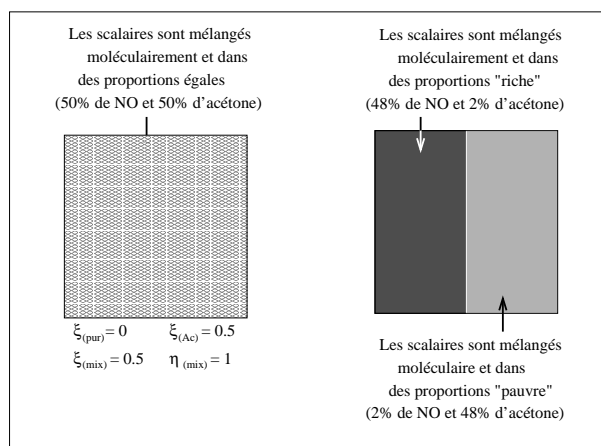 Les scalaires sont mélangés
moléculairement et dans
des proportions égales
(50% de NO et 50% d'acétone)
ξ(pur) = 0 ξ(Ac) = 0.5
ξ(mix) = 0.5 η (mix) = 1
Les scalaires sont mélangés
moléculairement et dans
des proportions "riche"
(48% de NO et 2% d'acétone)
Les scalaires sont mélangés
moléculaire et dans
des proportions "pauvre"
(2% de NO et 48% d'acétone)